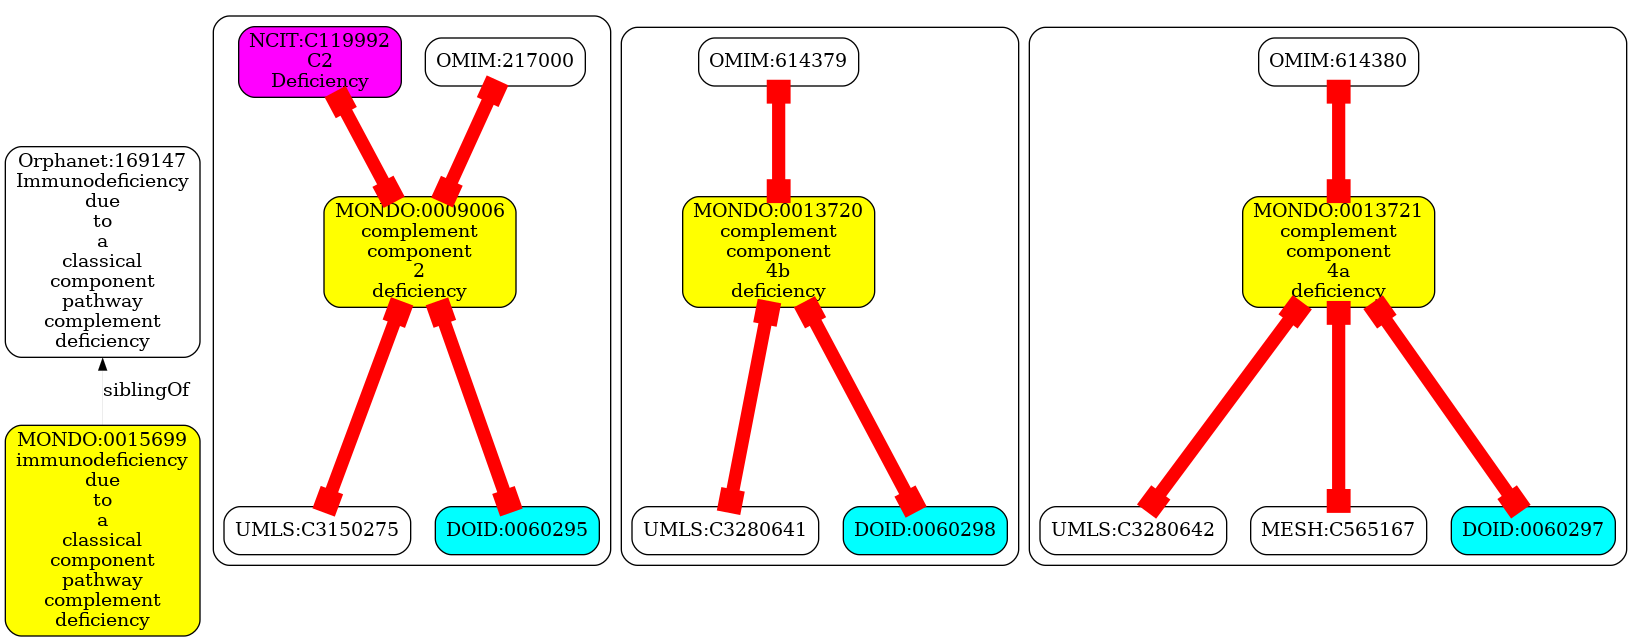 Orphanet:169147
Immunodeficiency
due
to
a
classical
component
pathway
complement
deficiency
siblingOf
MONDO:0015699
immunodeficiency
due
to
a
classical
component
pathway
complement
deficiency
NCIT:C119992
C2
Deficiency
OMIM:217000
MONDO:0009006
complement
component
2
deficiency
UMLS:C3150275
DOID:0060295
OMIM:614379
MONDO:0013720
complement
component
4b
deficiency
UMLS:C3280641
DOID:0060298
OMIM:614380
MONDO:0013721
complement
component
4a
deficiency
UMLS:C3280642
MESH:C565167
DOID:0060297